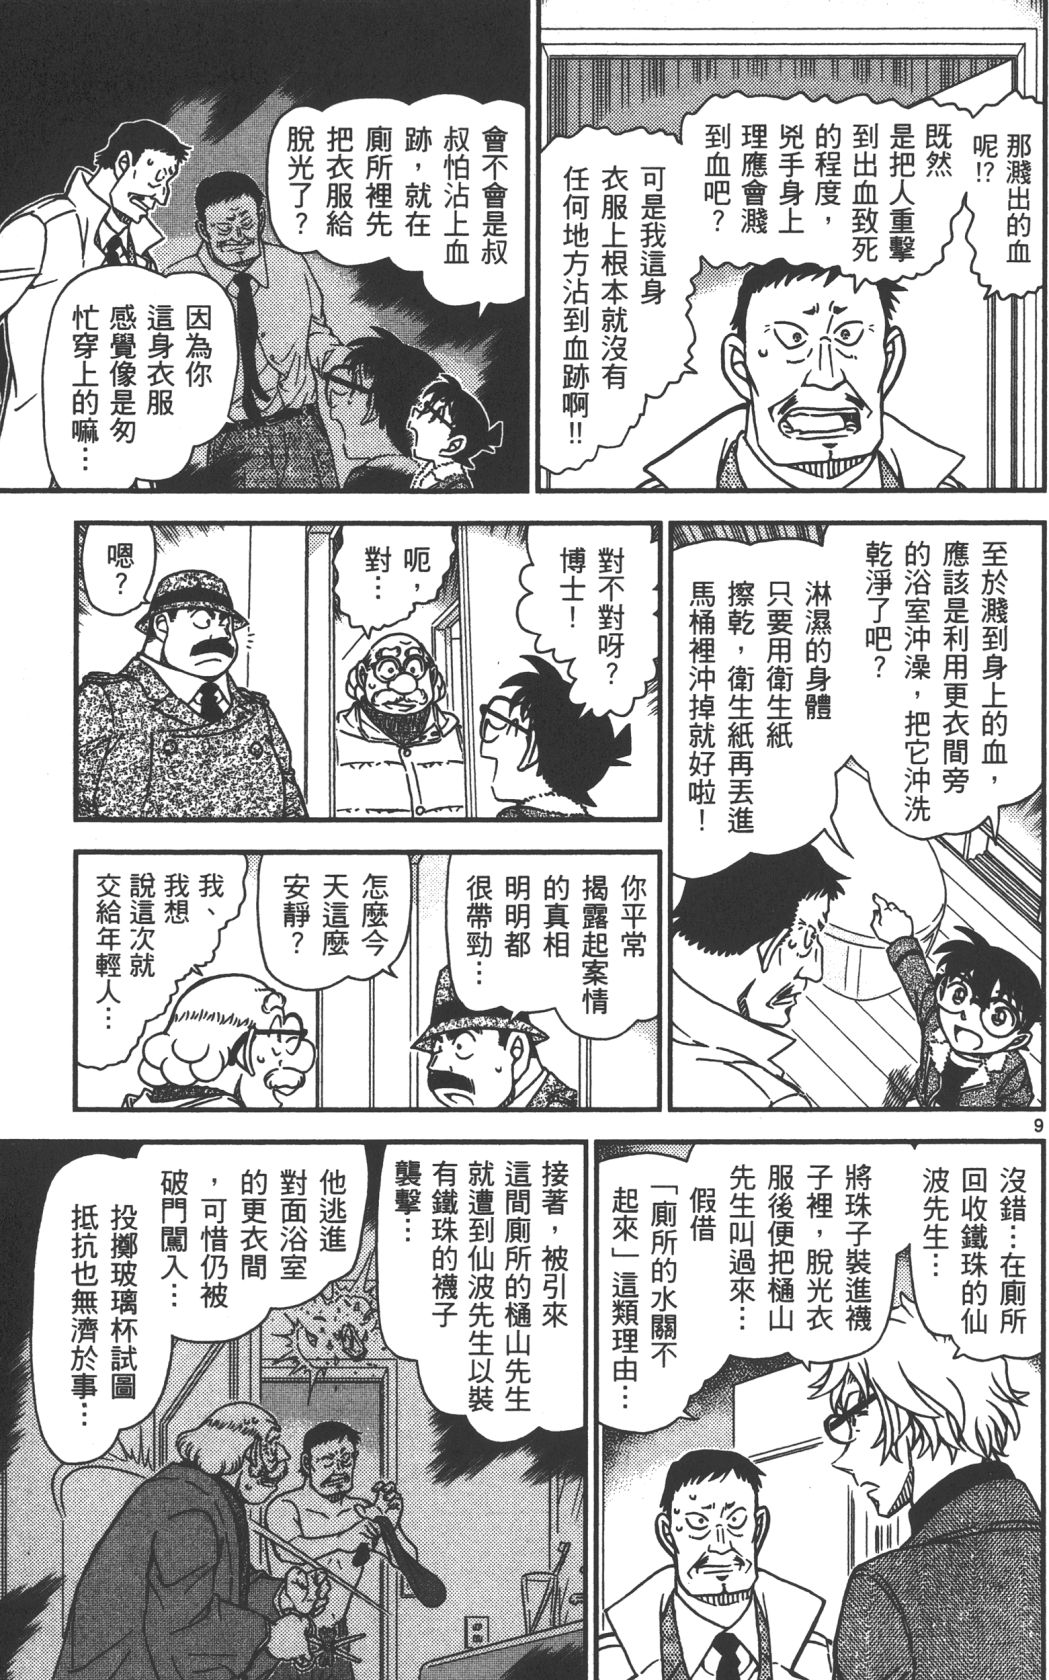 那濺出的血
呢!?
既然
是把人重擊
到出血致死
的程度，
兇手身上
理應會濺
到血吧？
可是我這身
衣服上根本就沒有
任何地方沾到血跡啊!!
會不會是叔
叔怕沾上血
跡，就在
廁所裡先
把衣服給
脫光了？
因為你
這身衣服
感覺像是匆
忙穿上的嘛…
至於濺到身上的血，
應該是利用更衣間旁
的浴室沖澡，把它沖洗
乾淨了吧？
淋濕的身體
只要用衛生紙
擦乾，衛生紙再丟進
馬桶裡沖掉就好啦！
對不對呀？
博士！
呃，
對…
嗯？
你平常
揭露起案情
的真相
明明都
很帶勁…
怎麼今
天這麼
安靜？
我、
我想
說這次就
交給年輕人…
9
沒錯…在廁所
回收鐵珠的仙
波先生…
將珠子裝進襪
子裡，脫光衣
服後便把樋山
先生叫過來…
假借
「廁所的水關不
起來」這類理由…
接著，被引來
這間廁所的樋山先生
就遭到仙波先生以裝
有鐵珠的襪子
襲擊…
他逃進
對面浴室
的更衣間
，可惜仍被
破門闖入…
投擲玻璃杯試圖
抵抗也無濟於事…